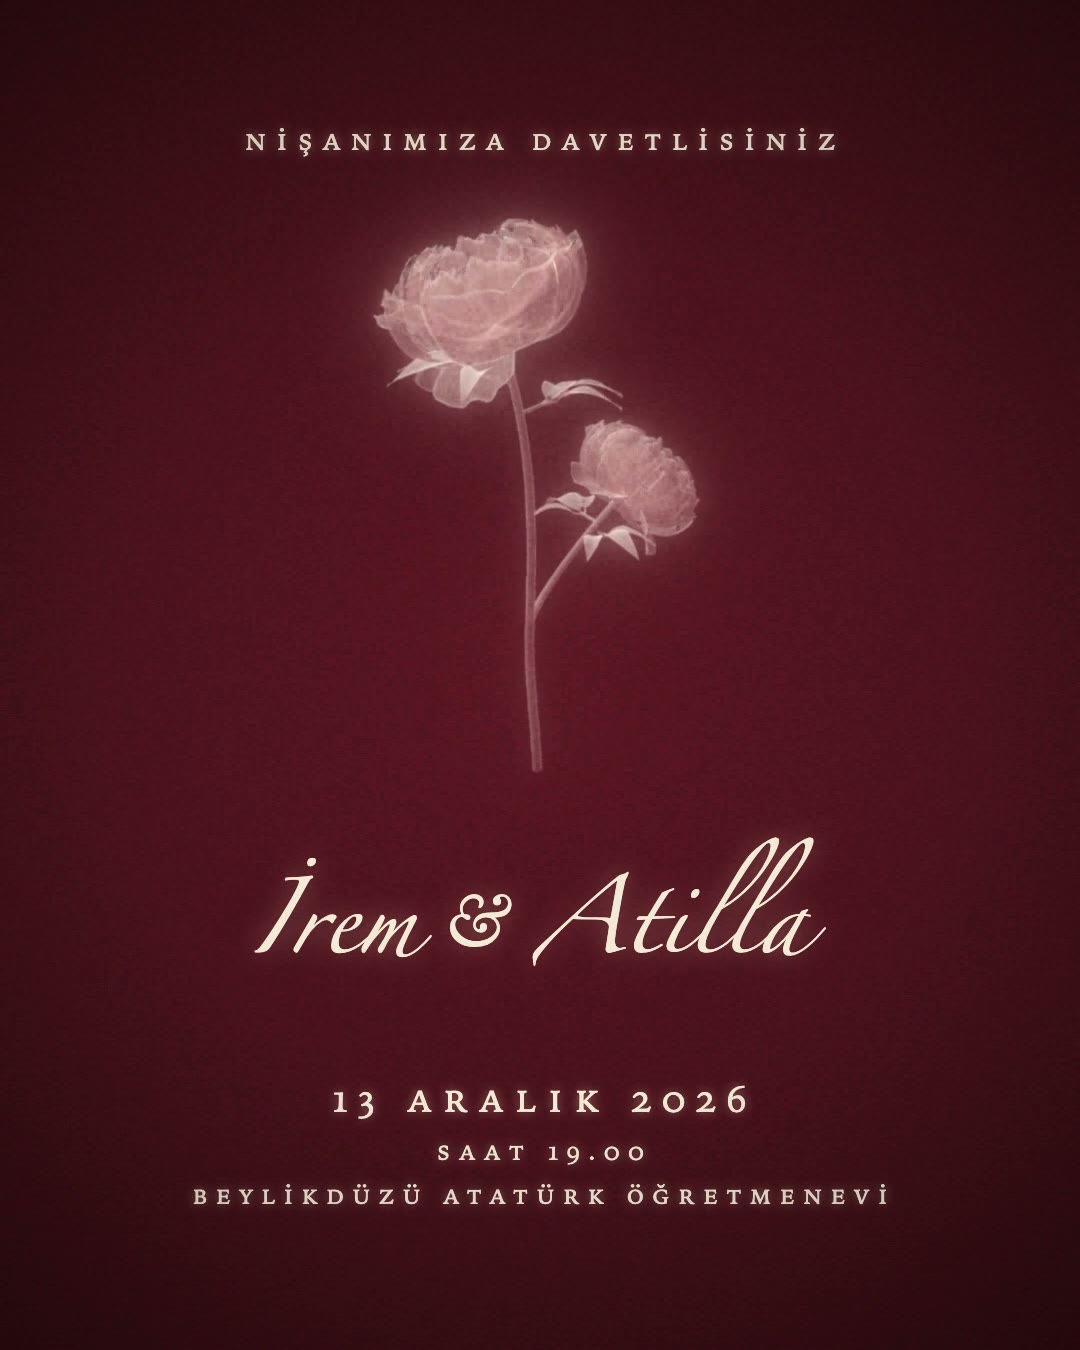 NİŞANIMIZA DAVETLİSİNİZ
İrem & Atilla
13 ARALIK 2026
SAAT 19.00
BEYLİKDÜZÜ ATATÜRK ÖĞRETMENEVİ